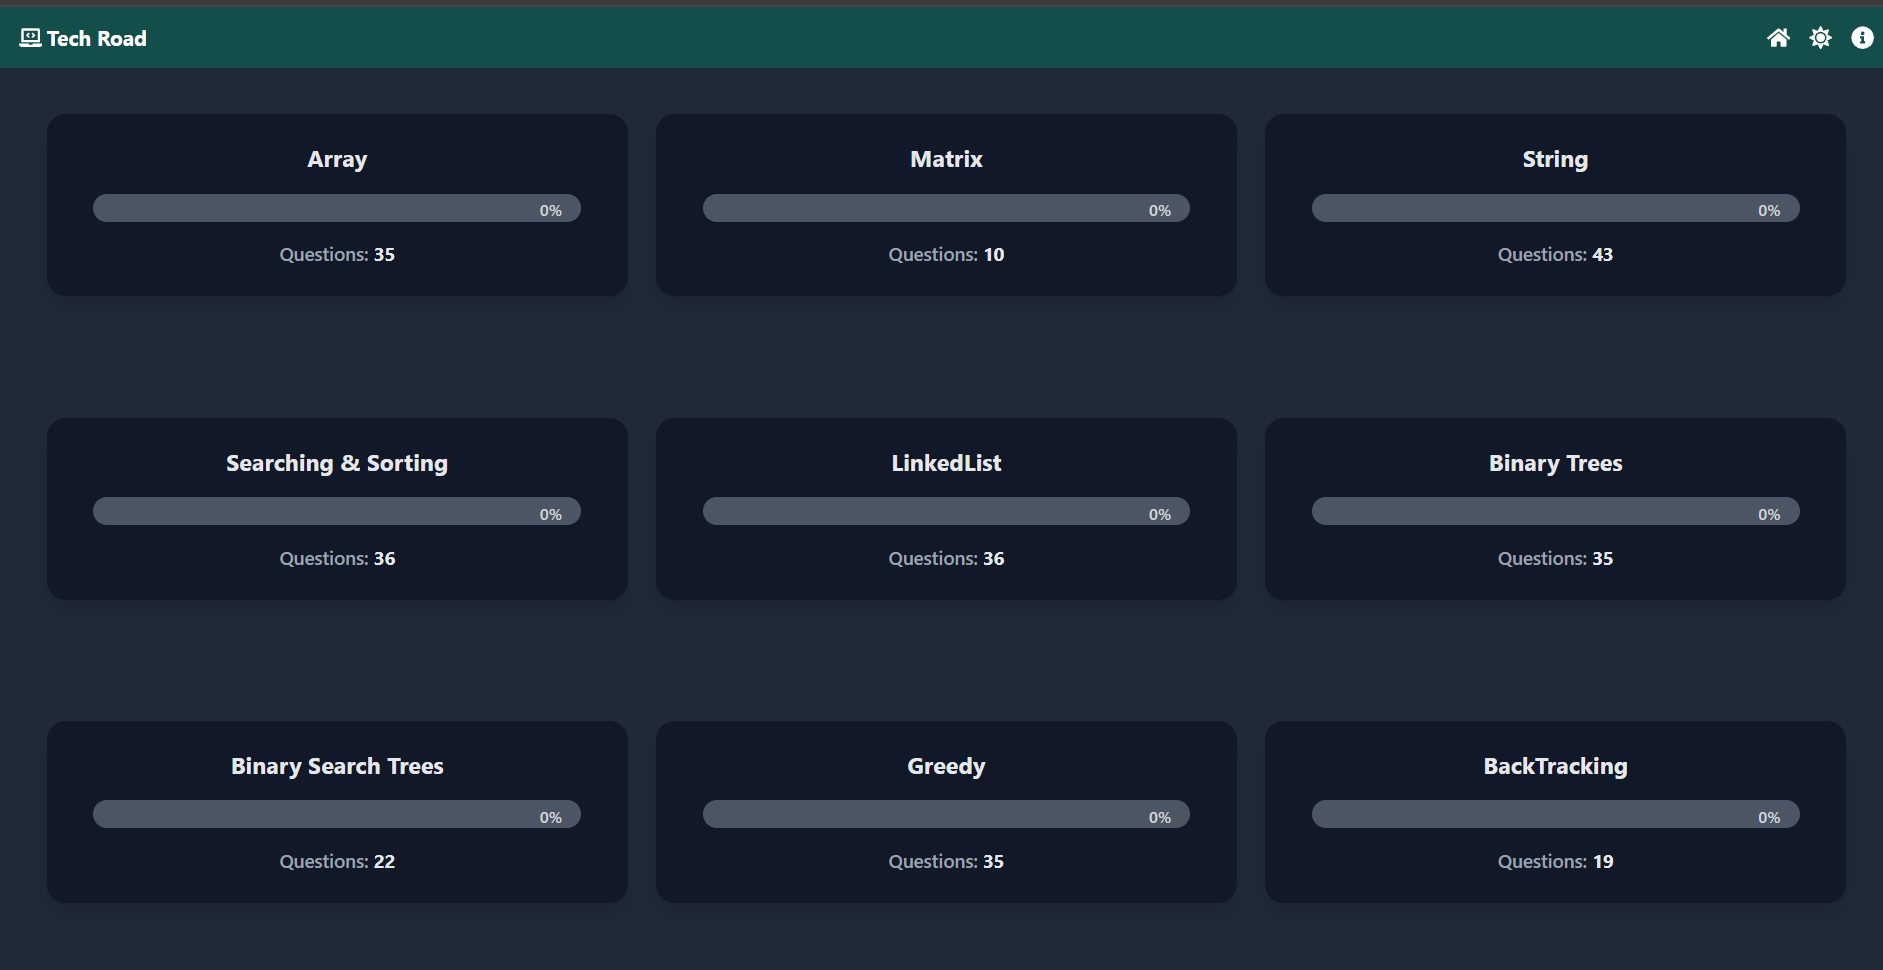 Tech Road
Array
0%
Questions: 35
Matrix
0%
Questions: 10
String
0%
Questions: 43
Searching & Sorting
0%
Questions: 36
LinkedList
0%
Questions: 36
Binary Trees
0%
Questions: 35
Binary Search Trees
0%
Questions: 22
Greedy
0%
Questions: 35
BackTracking
0%
Questions: 19